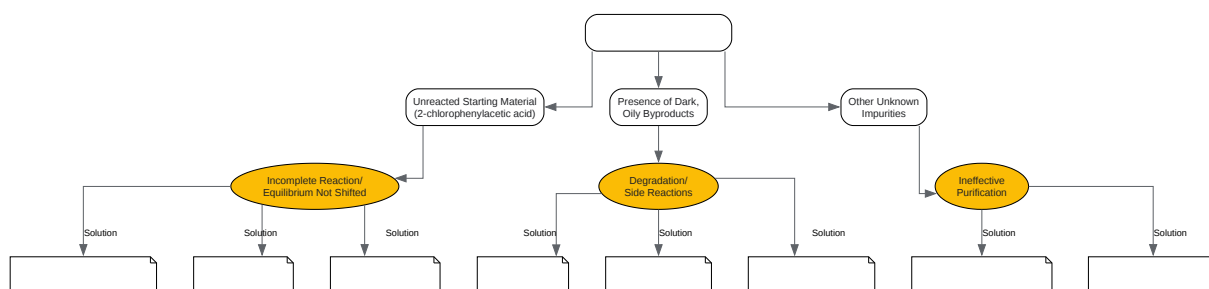 Unreacted Starting Material
(2-chlorophenylacetic acid)
Presence of Dark,
Oily Byproducts
Other Unknown
Impurities
Incomplete Reaction/
Equilibrium Not Shifted
Degradation/
Side Reactions
Ineffective
Purification
Solution
Solution
Solution
Solution
Solution
Solution
Solution
Solution